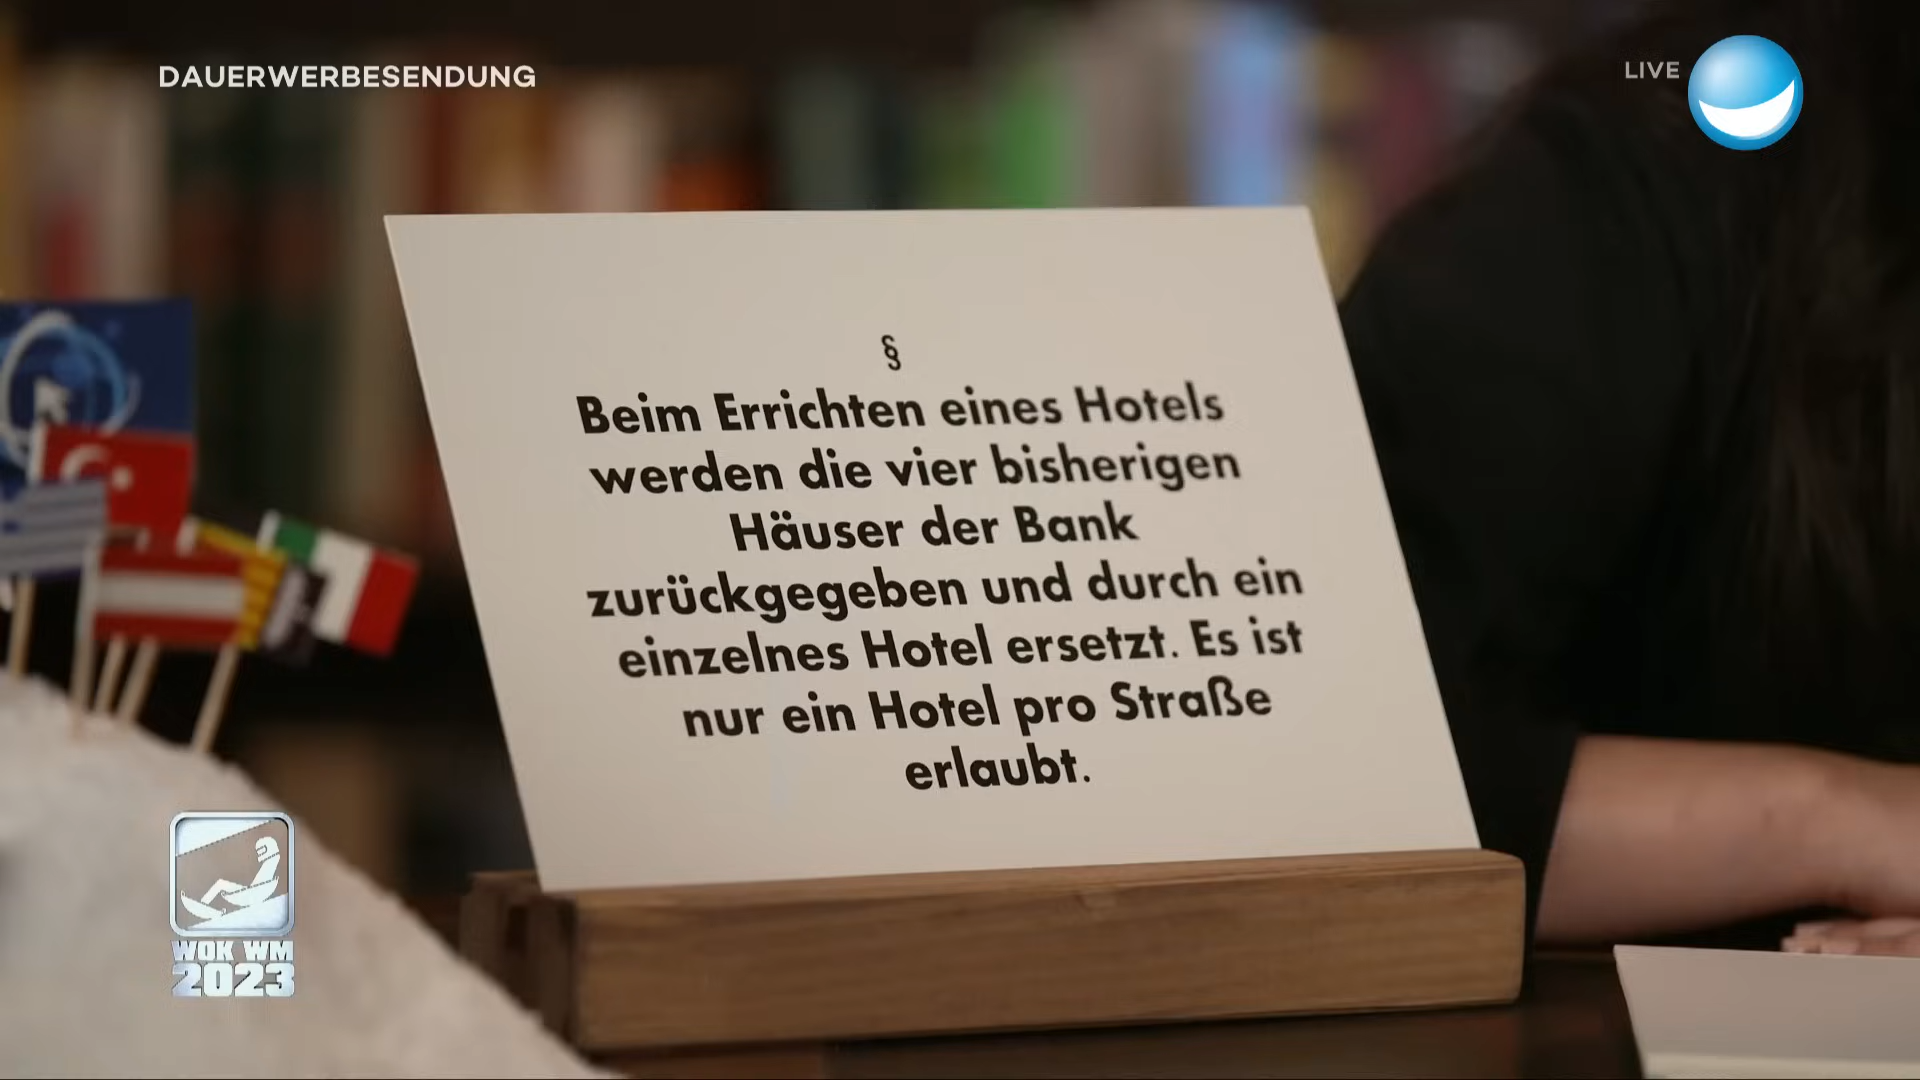 DAUERWERBESENDUNG
LIVE
§
Beim Errichten eines Hotels
werden die vier bisherigen
Häuser der Bank
zurückgegeben und durch ein
einzelnes Hotel ersetzt. Es ist
nur ein Hotel pro Straße
erlaubt.
WOK WM
2023